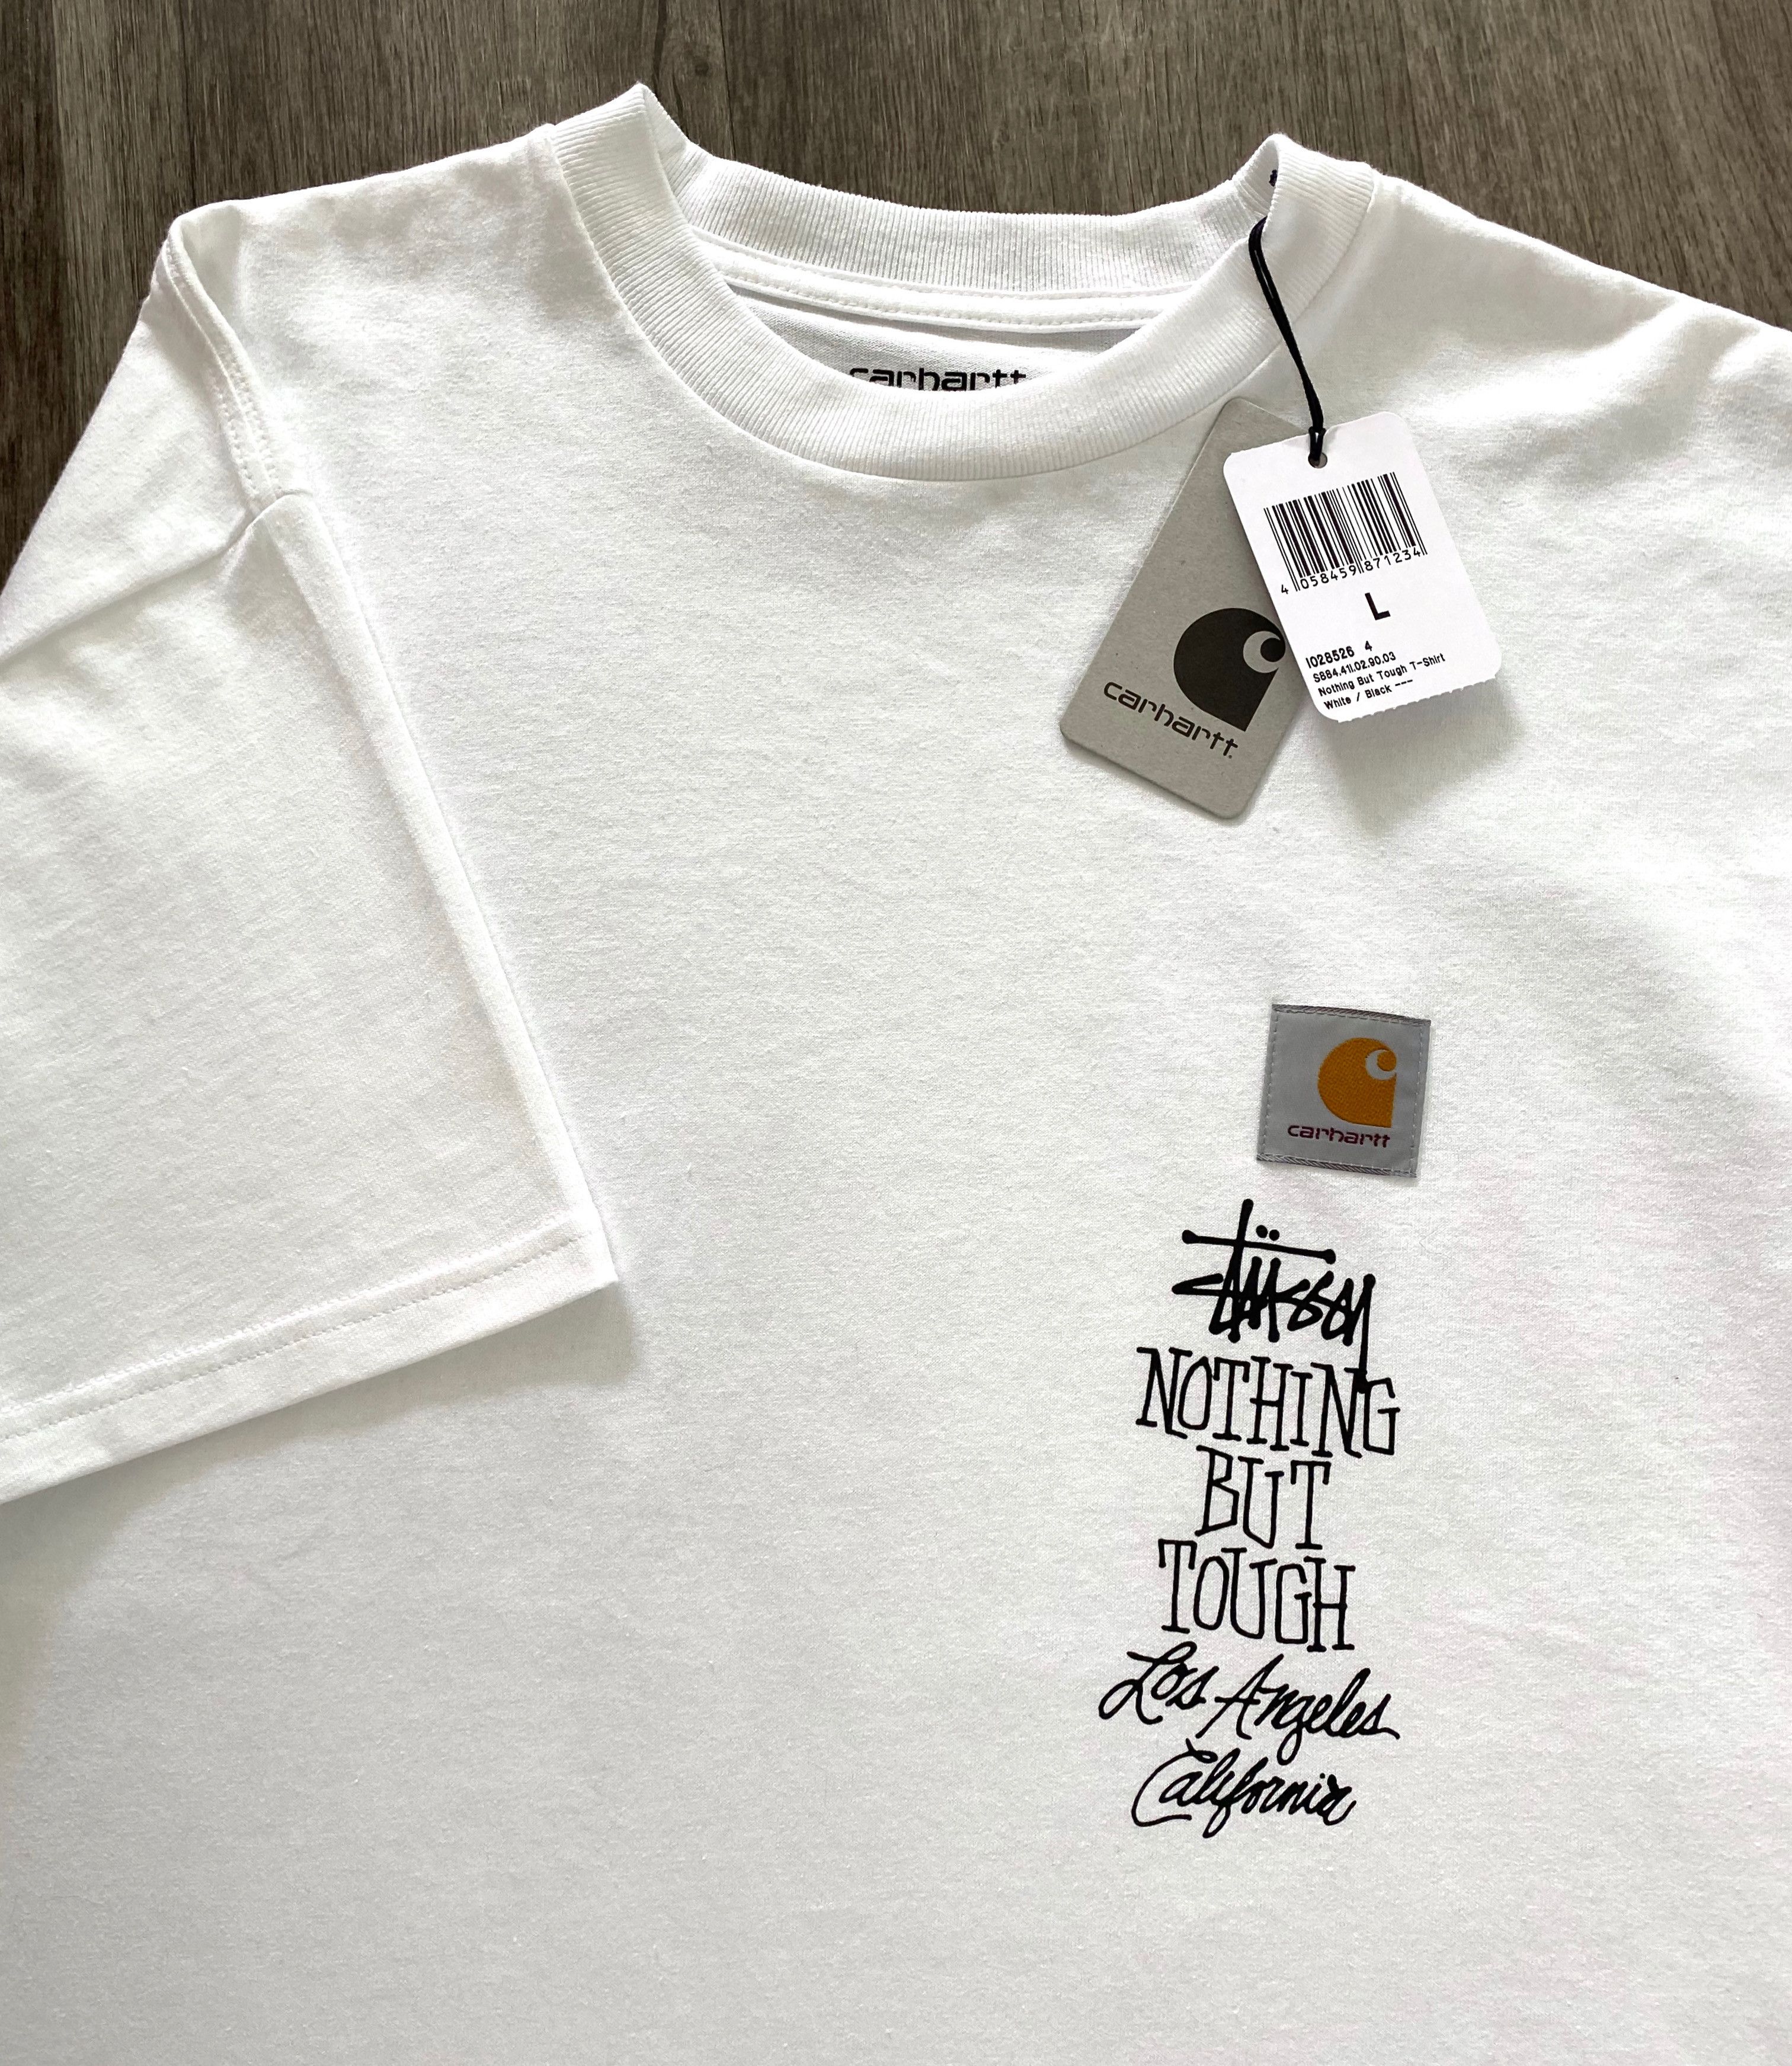 carhartt
4 058459 871234
L
I028526 4
S884.41I.02.90.03
Nothing But Tough T-Shirt
White / Black ---
carhartt.
carhartt
Stüssy
NOTHING
BUT
TOUGH
Los Angeles
California